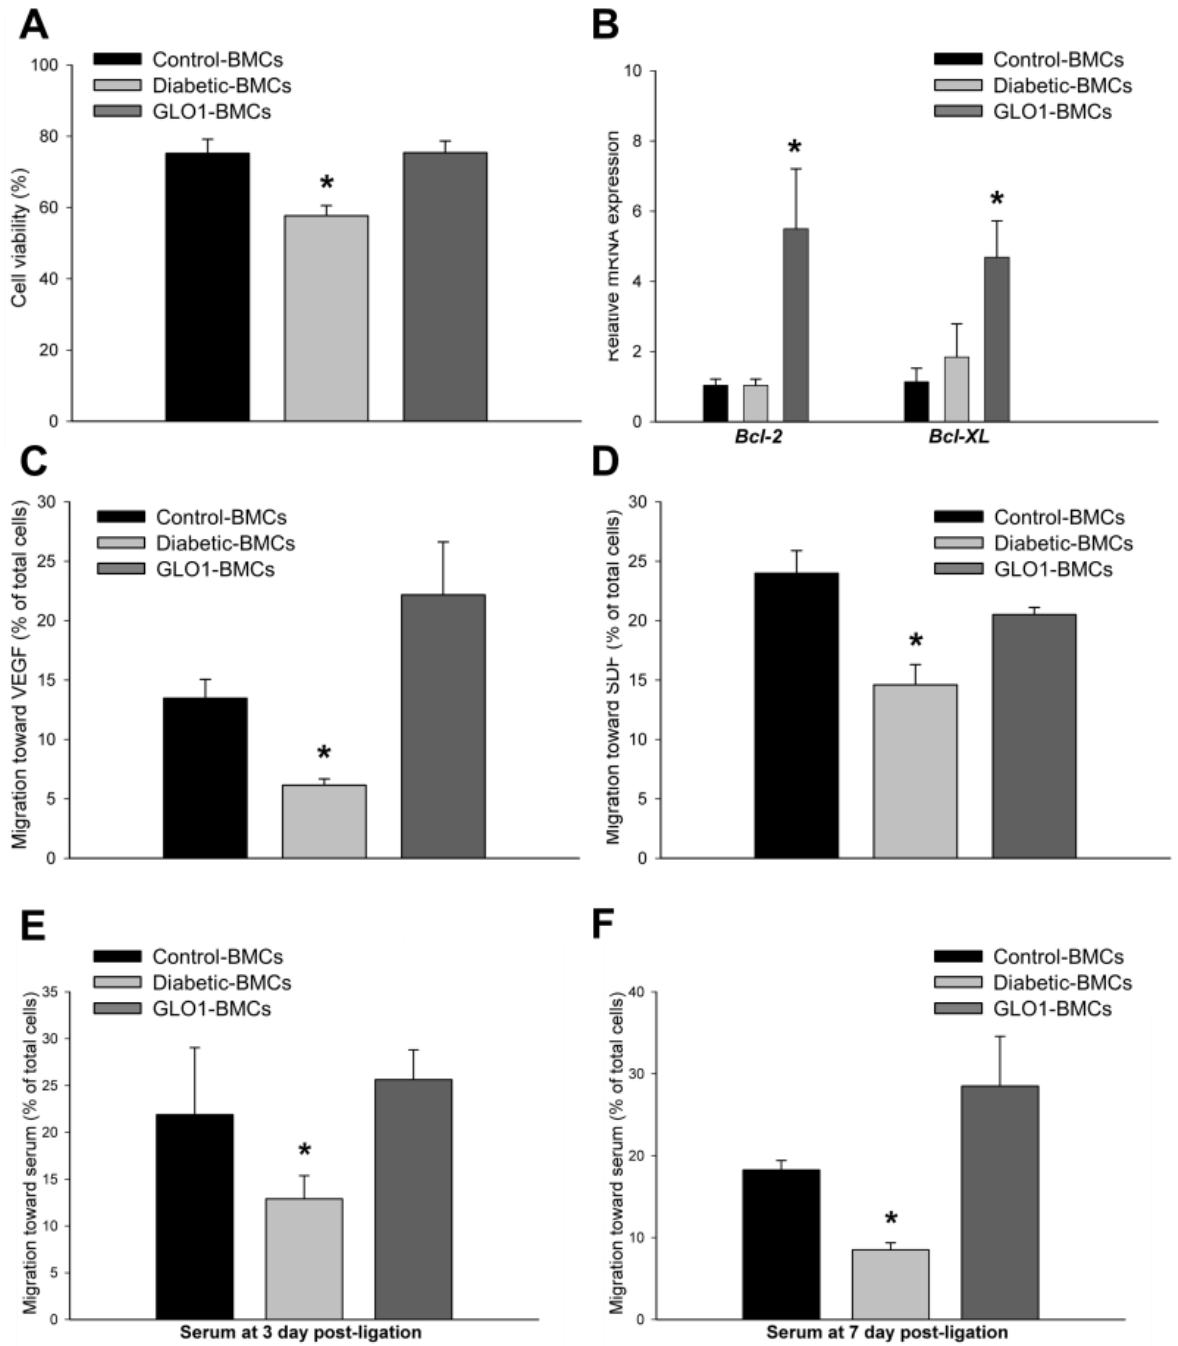 A
Control-BMCs
Diabetic-BMCs
GLO1-BMCs
Cell viability (%)
100
80
60
40
20
0
B
Control-BMCs
Diabetic-BMCs
GLO1-BMCs
Relative mRNA expression
10
8
6
4
2
0
*
*
*
Bcl-2
Bcl-XL
C
Control-BMCs
Diabetic-BMCs
GLO1-BMCs
Migration toward VEGF (% of total cells)
30
25
20
15
10
5
0
*
D
Control-BMCs
Diabetic-BMCs
GLO1-BMCs
Migration toward SDF (% of total cells)
30
25
20
15
10
5
0
*
E
Control-BMCs
Diabetic-BMCs
GLO1-BMCs
Migration toward serum (% of total cells)
35
30
25
20
15
10
5
0
*
Serum at 3 day post-ligation
F
Control-BMCs
Diabetic-BMCs
GLO1-BMCs
Migration toward serum (% of total cells)
40
30
20
10
0
*
Serum at 7 day post-ligation